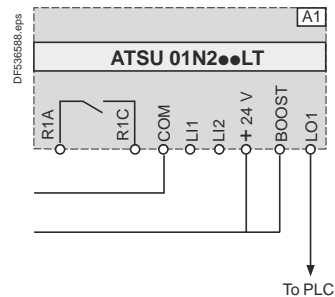 DF536588.eps
A1
ATSU 01N2●●LT
R1A
R1C
COM
LI1
LI2
+ 24 V
BOOST
LO1
To PLC